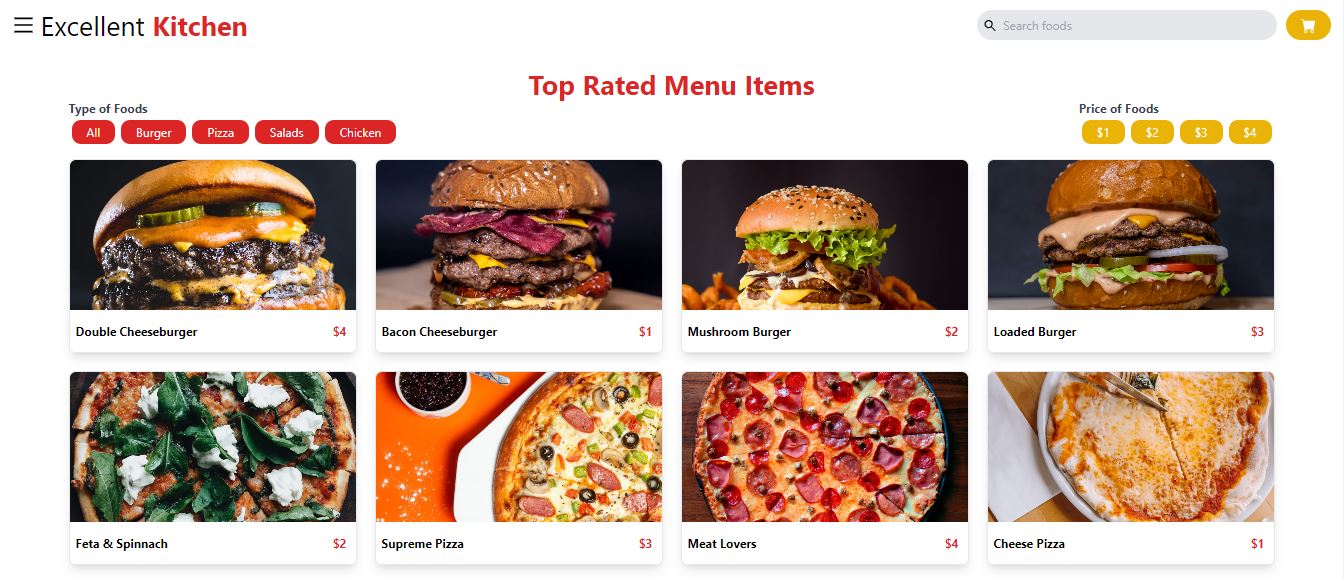 Excellent Kitchen
Search foods
Top Rated Menu Items
Type of Foods
All Burger Pizza Salads Chicken
Price of Foods
$1 $2 $3 $4
Double Cheeseburger $4
Bacon Cheeseburger $1
Mushroom Burger $2
Loaded Burger $3
Feta & Spinnach $2
Supreme Pizza $3
Meat Lovers $4
Cheese Pizza $1